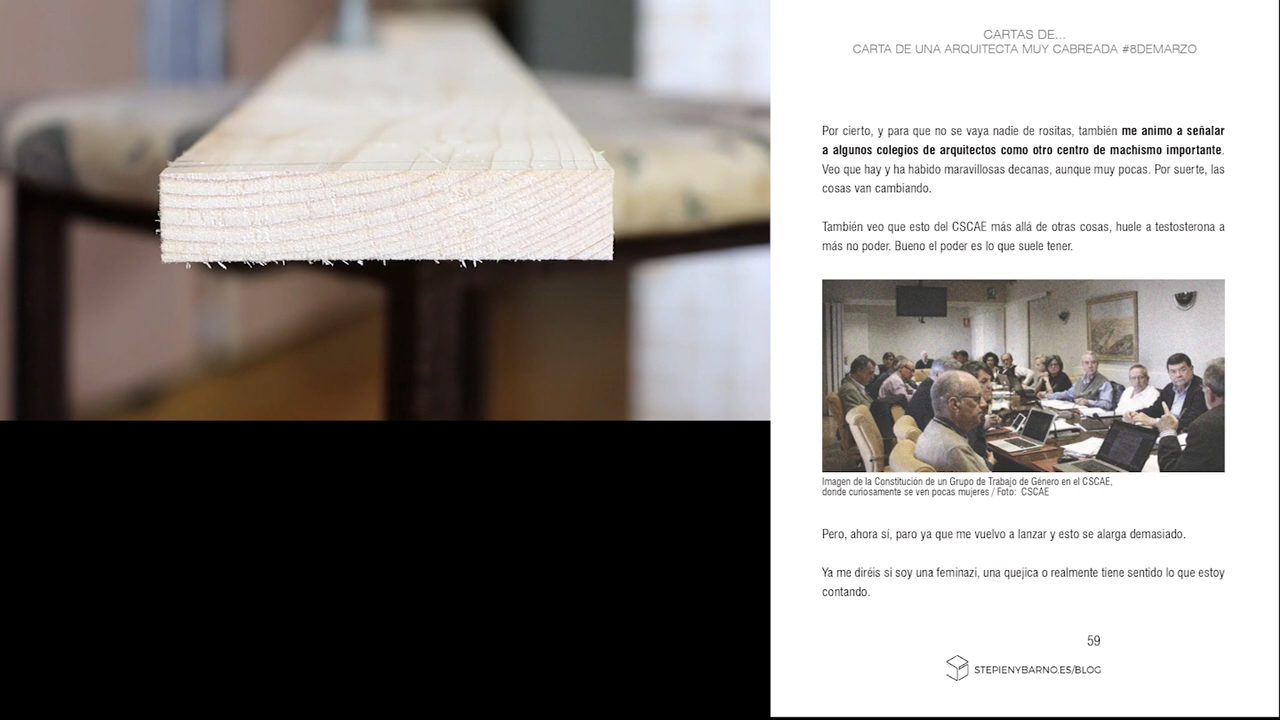 CARTAS DE...
CARTA DE UNA ARQUITECTA MUY CABREADA #8DEMARZO
Por cierto, y para que no se vaya nadie de rositas, también me animo a señalar
a algunos colegios de arquitectos como otro centro de machismo importante.
Veo que hay y ha habido maravillosas decanas, aunque muy pocas. Por suerte, las
cosas van cambiando.
También veo que esto del CSCAE más allá de otras cosas, huele a testosterona a
más no poder. Bueno el poder es lo que suele tener.
Imagen de la Constitución de un Grupo de Trabajo de Género en el CSCAE,
donde curiosamente se ven pocas mujeres / Foto: CSCAE
Pero, ahora sí, paro ya que me vuelvo a lanzar y esto se alarga demasiado.
Ya me diréis si soy una feminazi, una quejica o realmente tiene sentido lo que estoy
contando.
59
STEPIENYBARNO.ES/BLOG